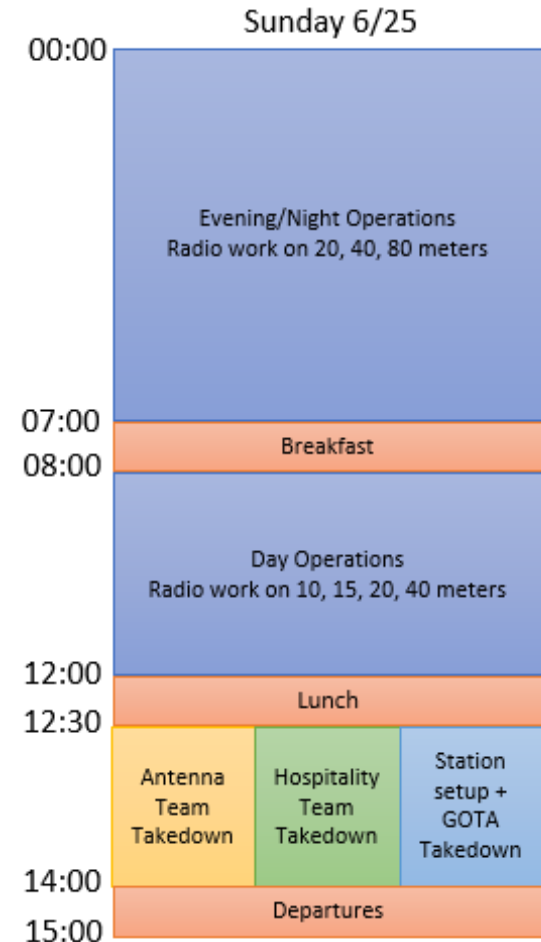 Sunday 6/25
00:00
Evening/Night Operations
Radio work on 20, 40, 80 meters
07:00
Breakfast
08:00
Day Operations
Radio work on 10, 15, 20, 40 meters
12:00
Lunch
12:30
Antenna
Team
Takedown
Hospitality
Team
Takedown
Station
setup +
GOTA
Takedown
14:00
Departures
15:00